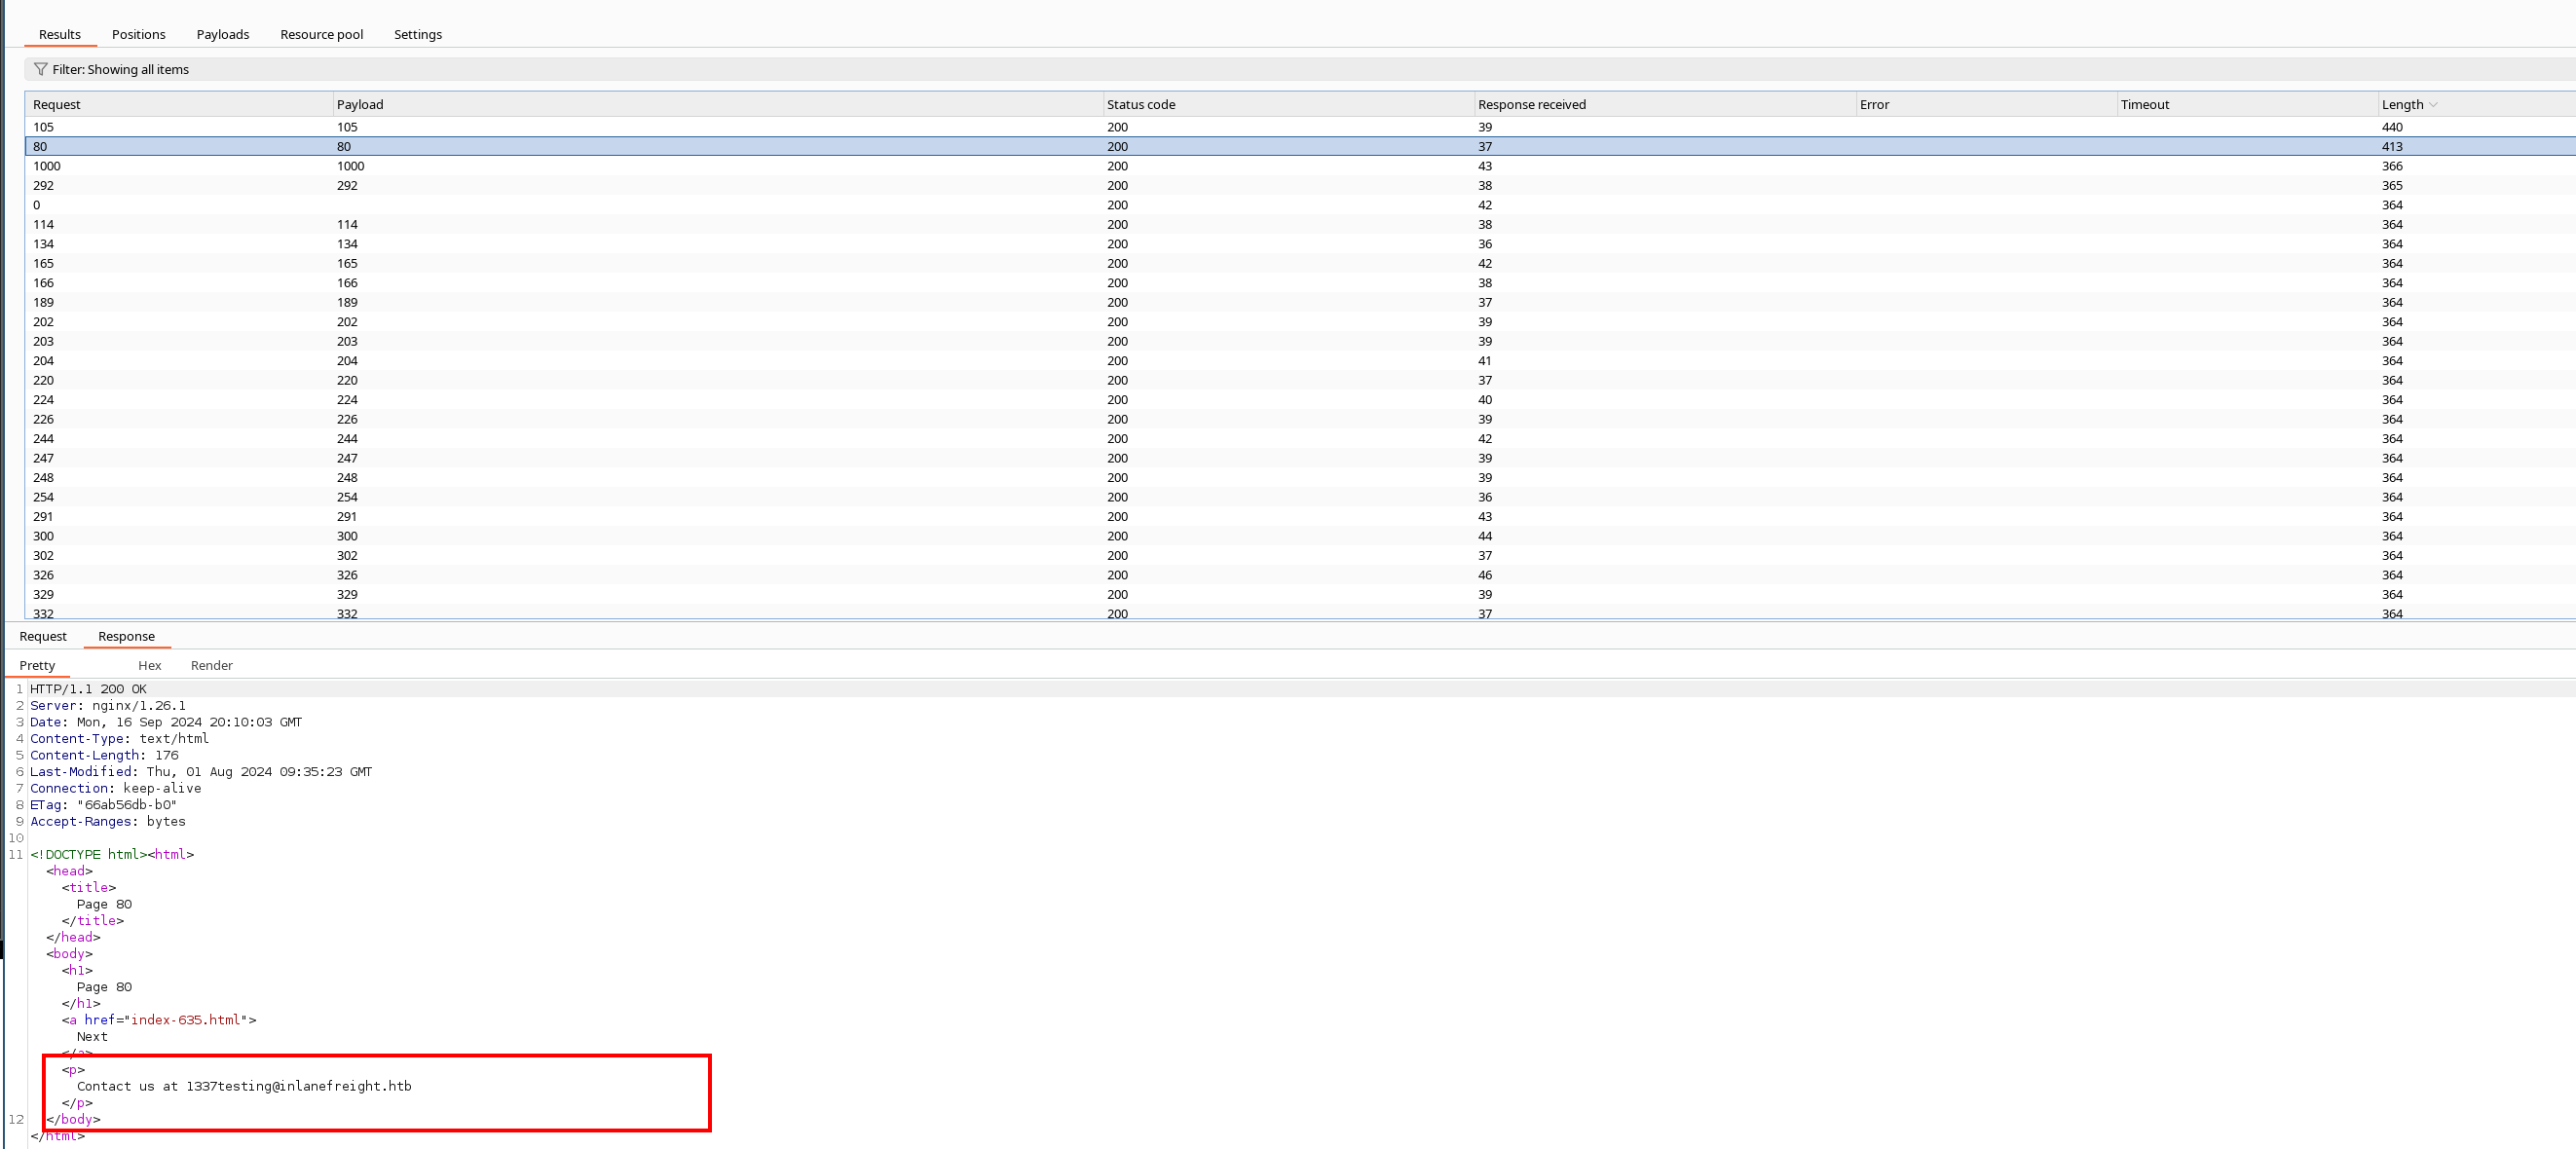 Results Positions Payloads Resource pool Settings
Filter: Showing all items
Request Payload Status code Response received Error Timeout Length
105 105 200 39 440
80 80 200 37 413
1000 1000 200 43 366
292 292 200 38 365
0 200 42 364
114 114 200 38 364
134 134 200 36 364
165 165 200 42 364
166 166 200 38 364
189 189 200 37 364
202 202 200 39 364
203 203 200 39 364
204 204 200 41 364
220 220 200 37 364
224 224 200 40 364
226 226 200 39 364
244 244 200 42 364
247 247 200 39 364
248 248 200 39 364
254 254 200 36 364
291 291 200 43 364
300 300 200 44 364
302 302 200 37 364
326 326 200 46 364
329 329 200 39 364
332 332 200 37 364
Request Response
Pretty Hex Render
1 HTTP/1.1 200 OK
2 Server: nginx/1.26.1
3 Date: Mon, 16 Sep 2024 20:10:03 GMT
4 Content-Type: text/html
5 Content-Length: 176
6 Last-Modified: Thu, 01 Aug 2024 09:35:23 GMT
7 Connection: keep-alive
8 ETag: "66ab56db-b0"
9 Accept-Ranges: bytes
10
11 <!DOCTYPE html><html>
<head>
<title>
Page 80
</title>
</head>
<body>
<h1>
Page 80
</h1>
<a href="index-635.html">
Next
</a>
<p>
Contact us at 1337testing@inlanefreight.htb
</p>
12 </body>
</html>